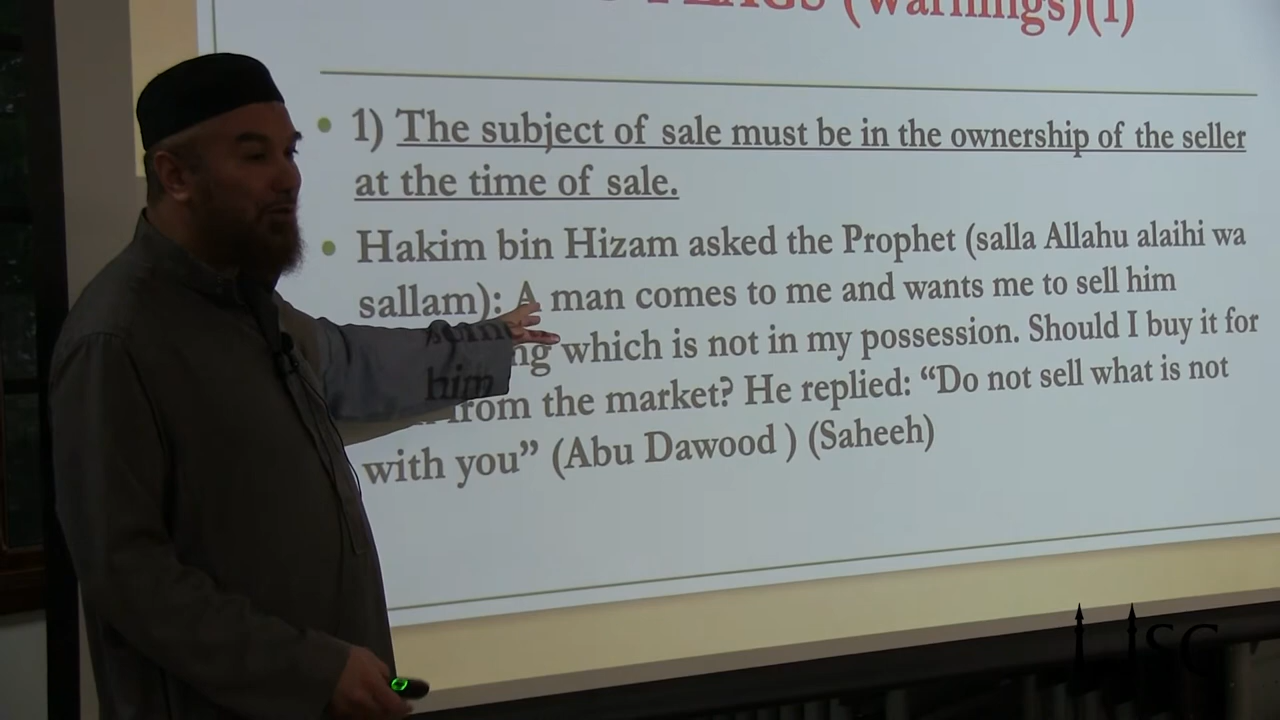 (Warnings)(1)
• 1) The subject of sale must be in the ownership of the seller
at the time of sale.
• Hakim bin Hizam asked the Prophet (salla Allahu alaihi wa
sallam): A man comes to me and wants me to sell him
which is not in my possession. Should I buy it for
him from the market? He replied: “Do not sell what is not
with you” (Abu Dawood ) (Saheeh)